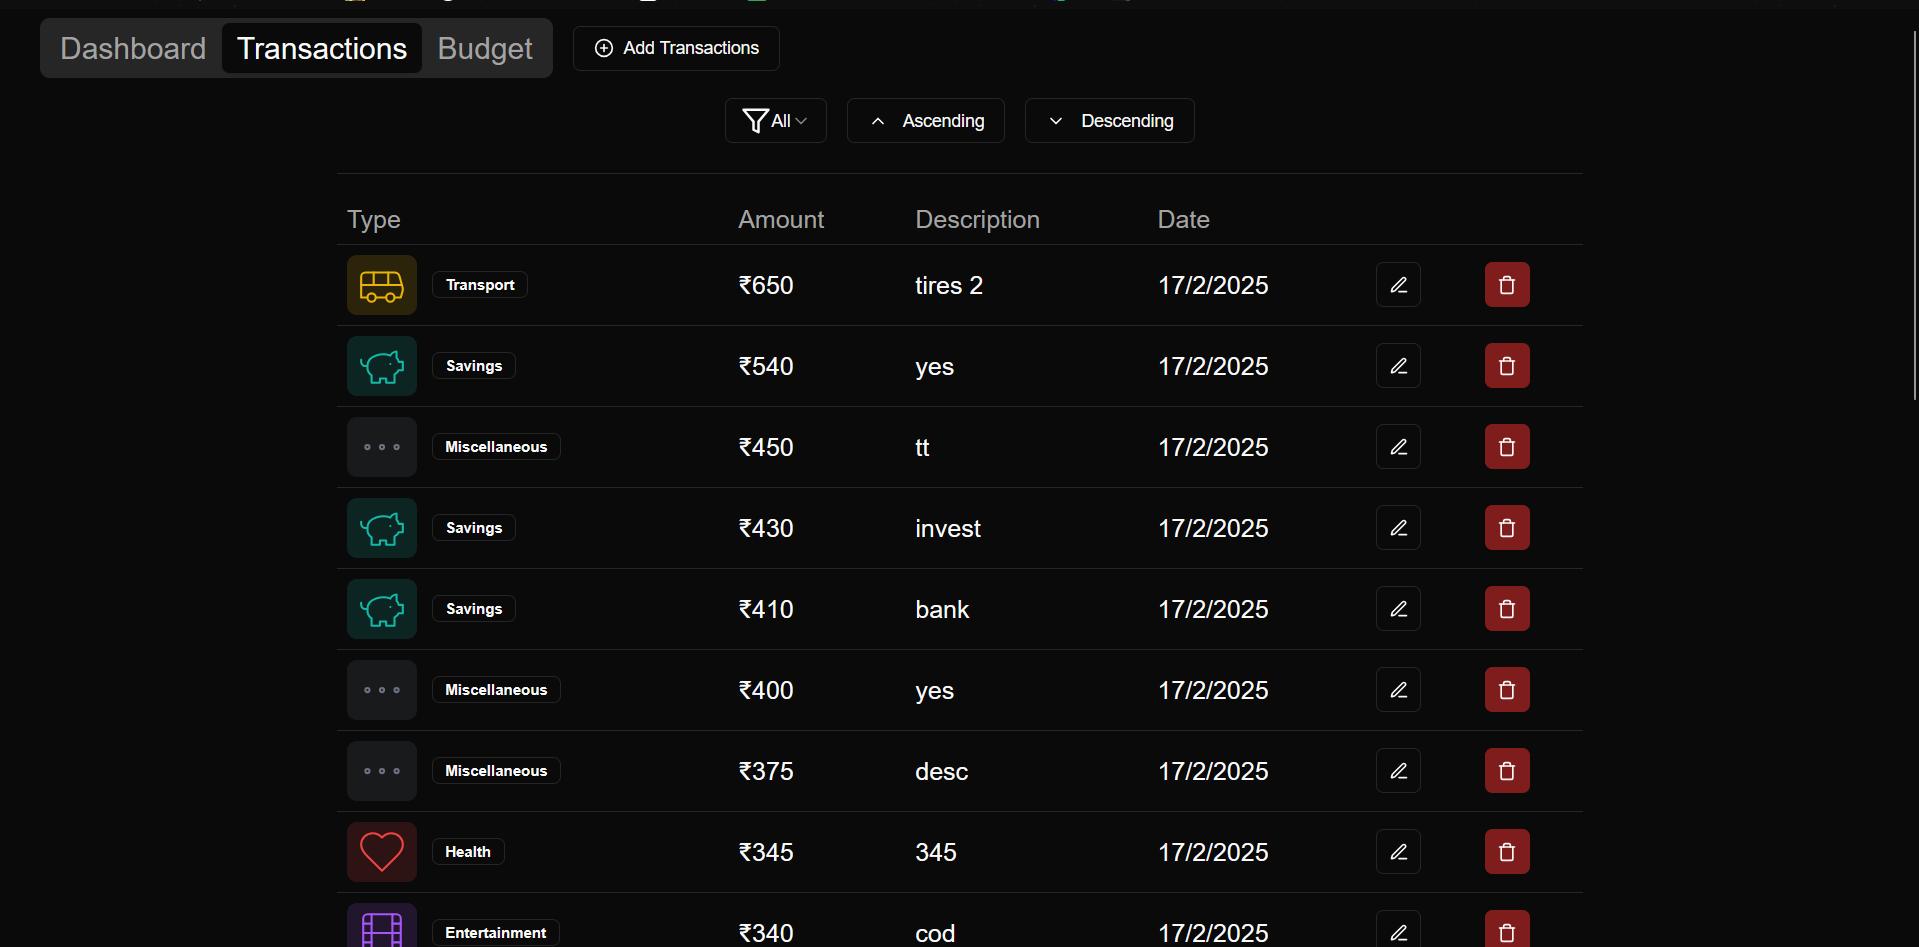 Dashboard Transactions Budget Add Transactions
All Ascending Descending
Type Amount Description Date
Transport ₹650 tires 2 17/2/2025
Savings ₹540 yes 17/2/2025
Miscellaneous ₹450 tt 17/2/2025
Savings ₹430 invest 17/2/2025
Savings ₹410 bank 17/2/2025
Miscellaneous ₹400 yes 17/2/2025
Miscellaneous ₹375 desc 17/2/2025
Health ₹345 345 17/2/2025
Entertainment ₹340 cod 17/2/2025